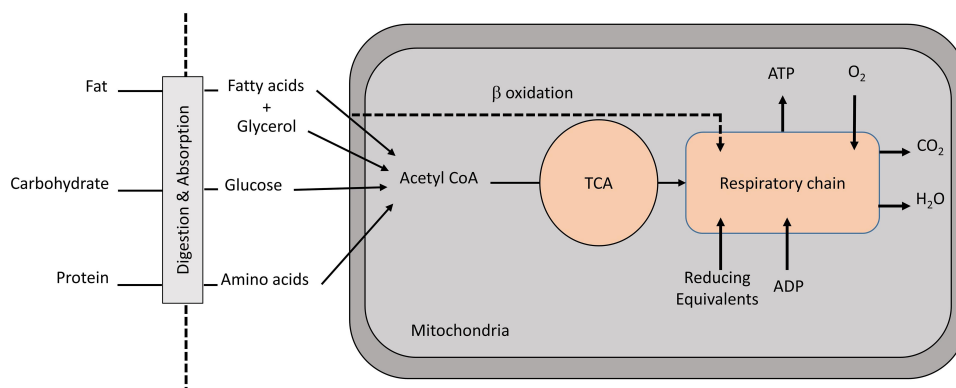 Fat
Carbohydrate
Protein
Digestion & Absorption
Fatty acids
+
Glycerol
Glucose
Amino acids
β oxidation
Acetyl CoA
TCA
Respiratory chain
ATP
O₂
CO₂
H₂O
Reducing
Equivalents
ADP
Mitochondria